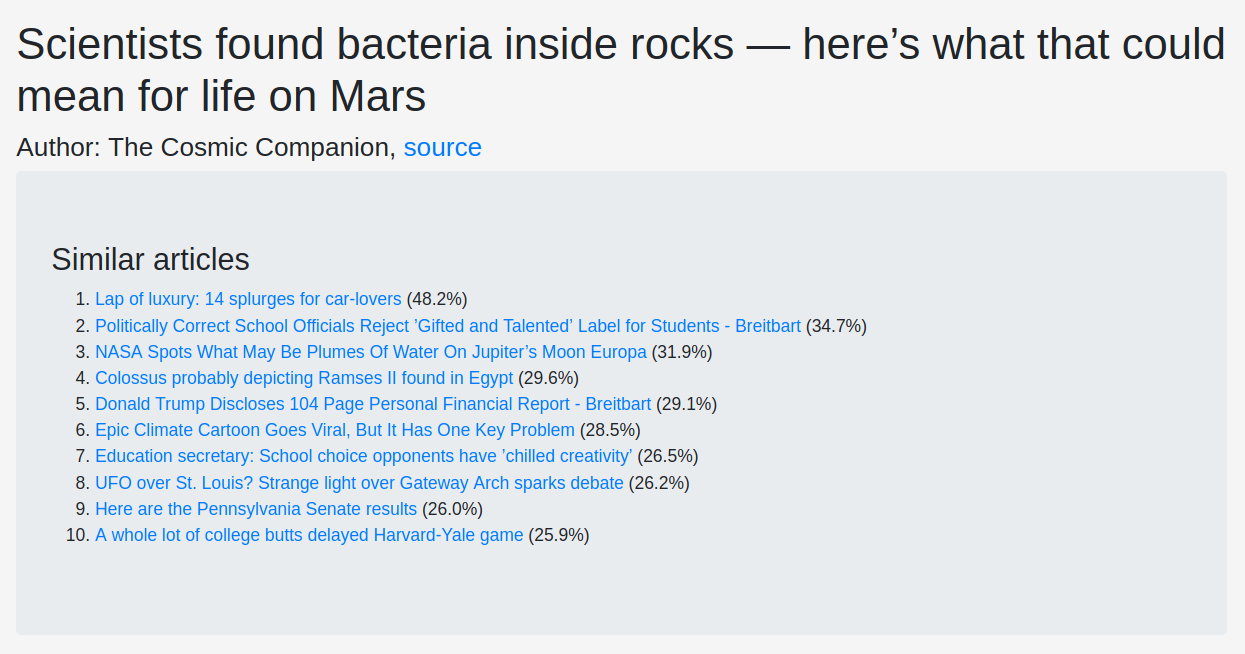 Scientists found bacteria inside rocks — here’s what that could
mean for life on Mars
Author: The Cosmic Companion, source
Similar articles
1. Lap of luxury: 14 splurges for car-lovers (48.2%)
2. Politically Correct School Officials Reject ’Gifted and Talented’ Label for Students - Breitbart (34.7%)
3. NASA Spots What May Be Plumes Of Water On Jupiter’s Moon Europa (31.9%)
4. Colossus probably depicting Ramses II found in Egypt (29.6%)
5. Donald Trump Discloses 104 Page Personal Financial Report - Breitbart (29.1%)
6. Epic Climate Cartoon Goes Viral, But It Has One Key Problem (28.5%)
7. Education secretary: School choice opponents have ’chilled creativity’ (26.5%)
8. UFO over St. Louis? Strange light over Gateway Arch sparks debate (26.2%)
9. Here are the Pennsylvania Senate results (26.0%)
10. A whole lot of college butts delayed Harvard-Yale game (25.9%)